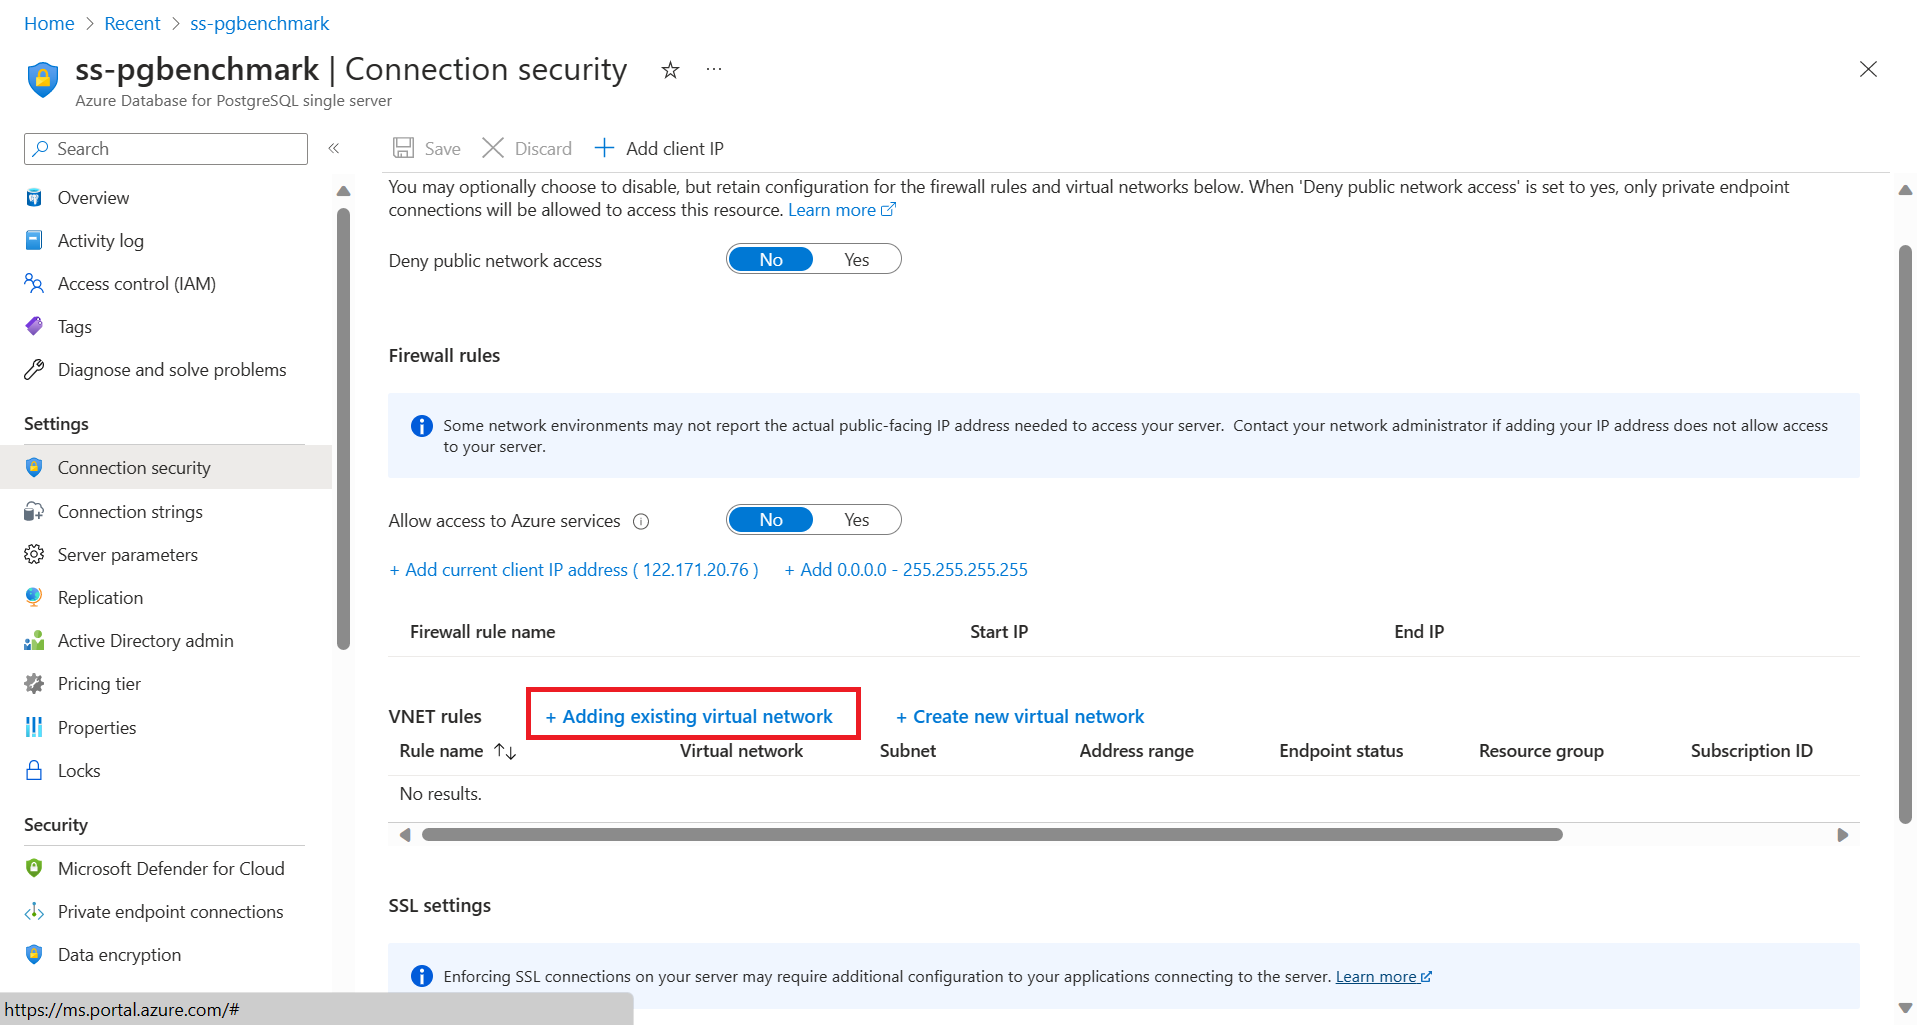 Home > Recent > ss-pgbenchmark
ss-pgbenchmark | Connection security
Azure Database for PostgreSQL single server
Search
Overview
Activity log
Access control (IAM)
Tags
Diagnose and solve problems
Settings
Connection security
Connection strings
Server parameters
Replication
Active Directory admin
Pricing tier
Properties
Locks
Security
Microsoft Defender for Cloud
Private endpoint connections
Data encryption
https://ms.portal.azure.com/#
Save Discard + Add client IP
You may optionally choose to disable, but retain configuration for the firewall rules and virtual networks below. When 'Deny public network access' is set to yes, only private endpoint
connections will be allowed to access this resource. Learn more
Deny public network access No Yes
Firewall rules
Some network environments may not report the actual public-facing IP address needed to access your server. Contact your network administrator if adding your IP address does not allow access
to your server.
Allow access to Azure services No Yes
+ Add current client IP address ( 122.171.20.76 ) + Add 0.0.0.0 - 255.255.255.255
Firewall rule name Start IP End IP
VNET rules + Adding existing virtual network + Create new virtual network
Rule name Virtual network Subnet Address range Endpoint status Resource group Subscription ID
No results.
SSL settings
Enforcing SSL connections on your server may require additional configuration to your applications connecting to the server. Learn more